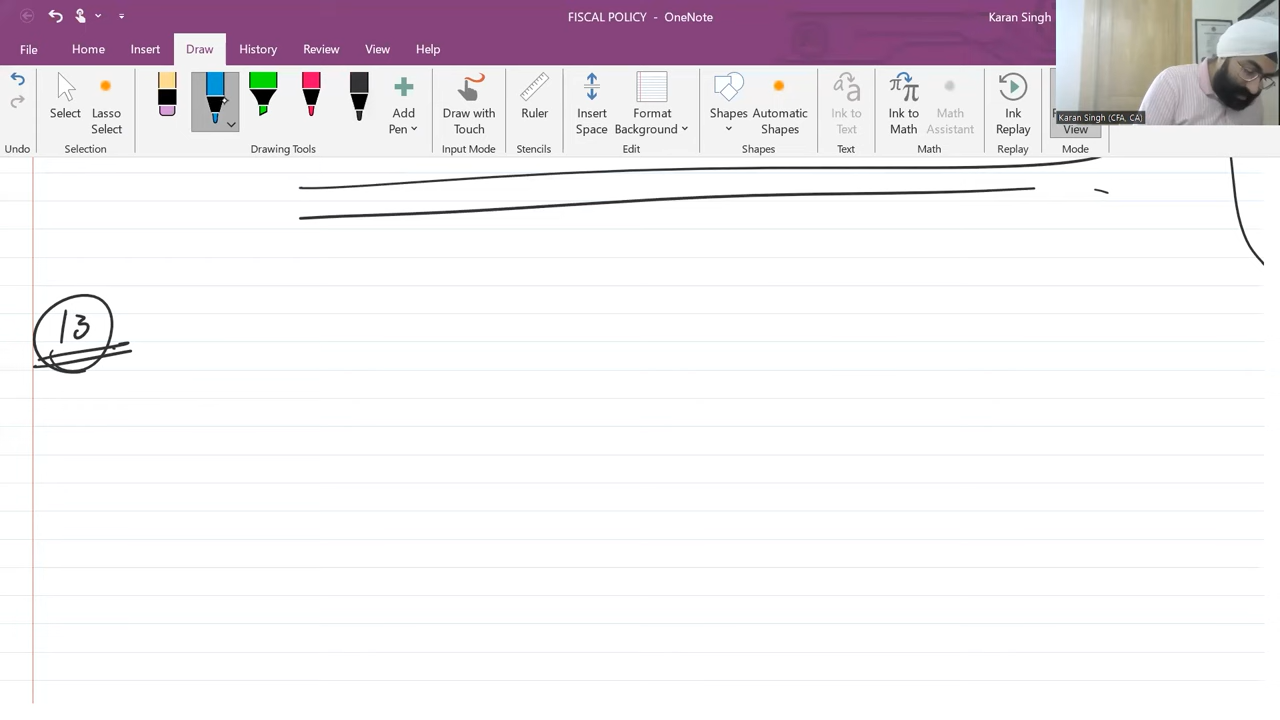 FISCAL POLICY - OneNote
Karan Singh
File Home Insert Draw History Review View Help
Select
Lasso Select
Add Pen
Draw with Touch
Ruler
Insert Space
Format Background
Shapes
Automatic Shapes
Ink to Text
Ink to Math
Math Assistant
Ink Replay
View
Karan Singh (CFA, CA)
Undo Selection Drawing Tools Input Mode Stencils Edit Shapes Text Math Replay Mode
13